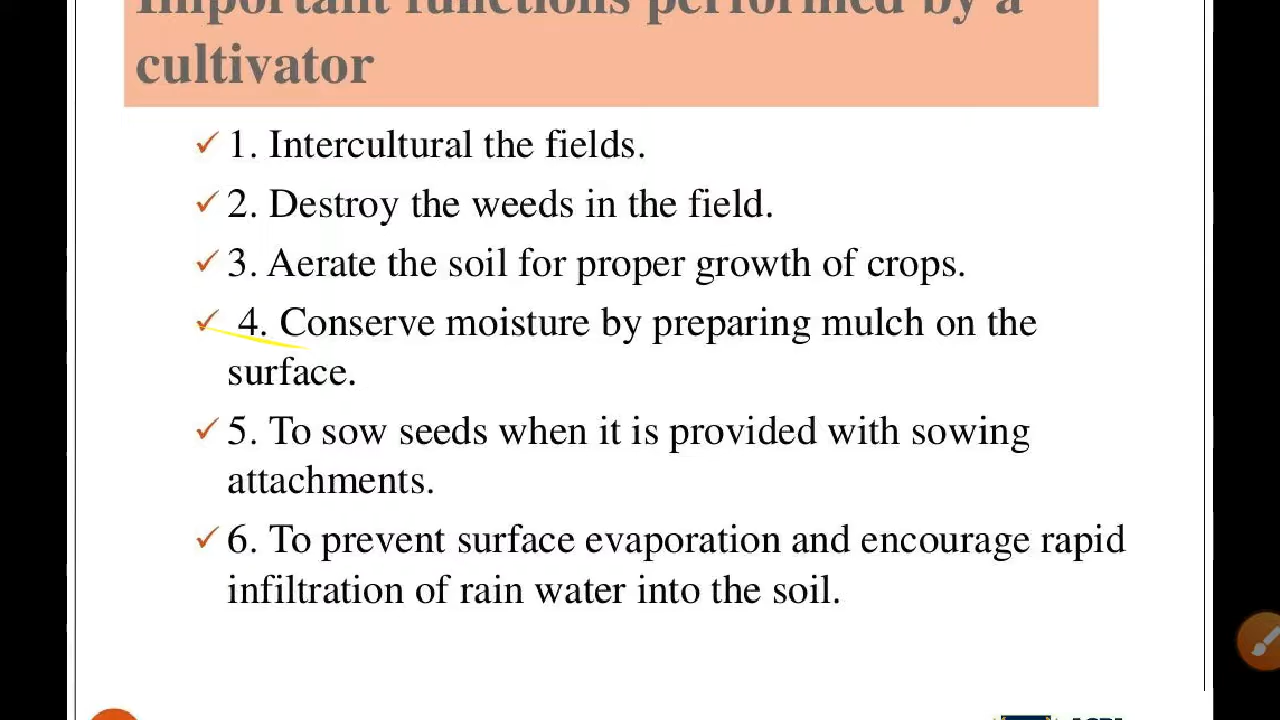 Important functions performed by a
cultivator
✓ 1. Intercultural the fields.
✓ 2. Destroy the weeds in the field.
✓ 3. Aerate the soil for proper growth of crops.
✓ 4. Conserve moisture by preparing mulch on the
surface.
✓ 5. To sow seeds when it is provided with sowing
attachments.
✓ 6. To prevent surface evaporation and encourage rapid
infiltration of rain water into the soil.